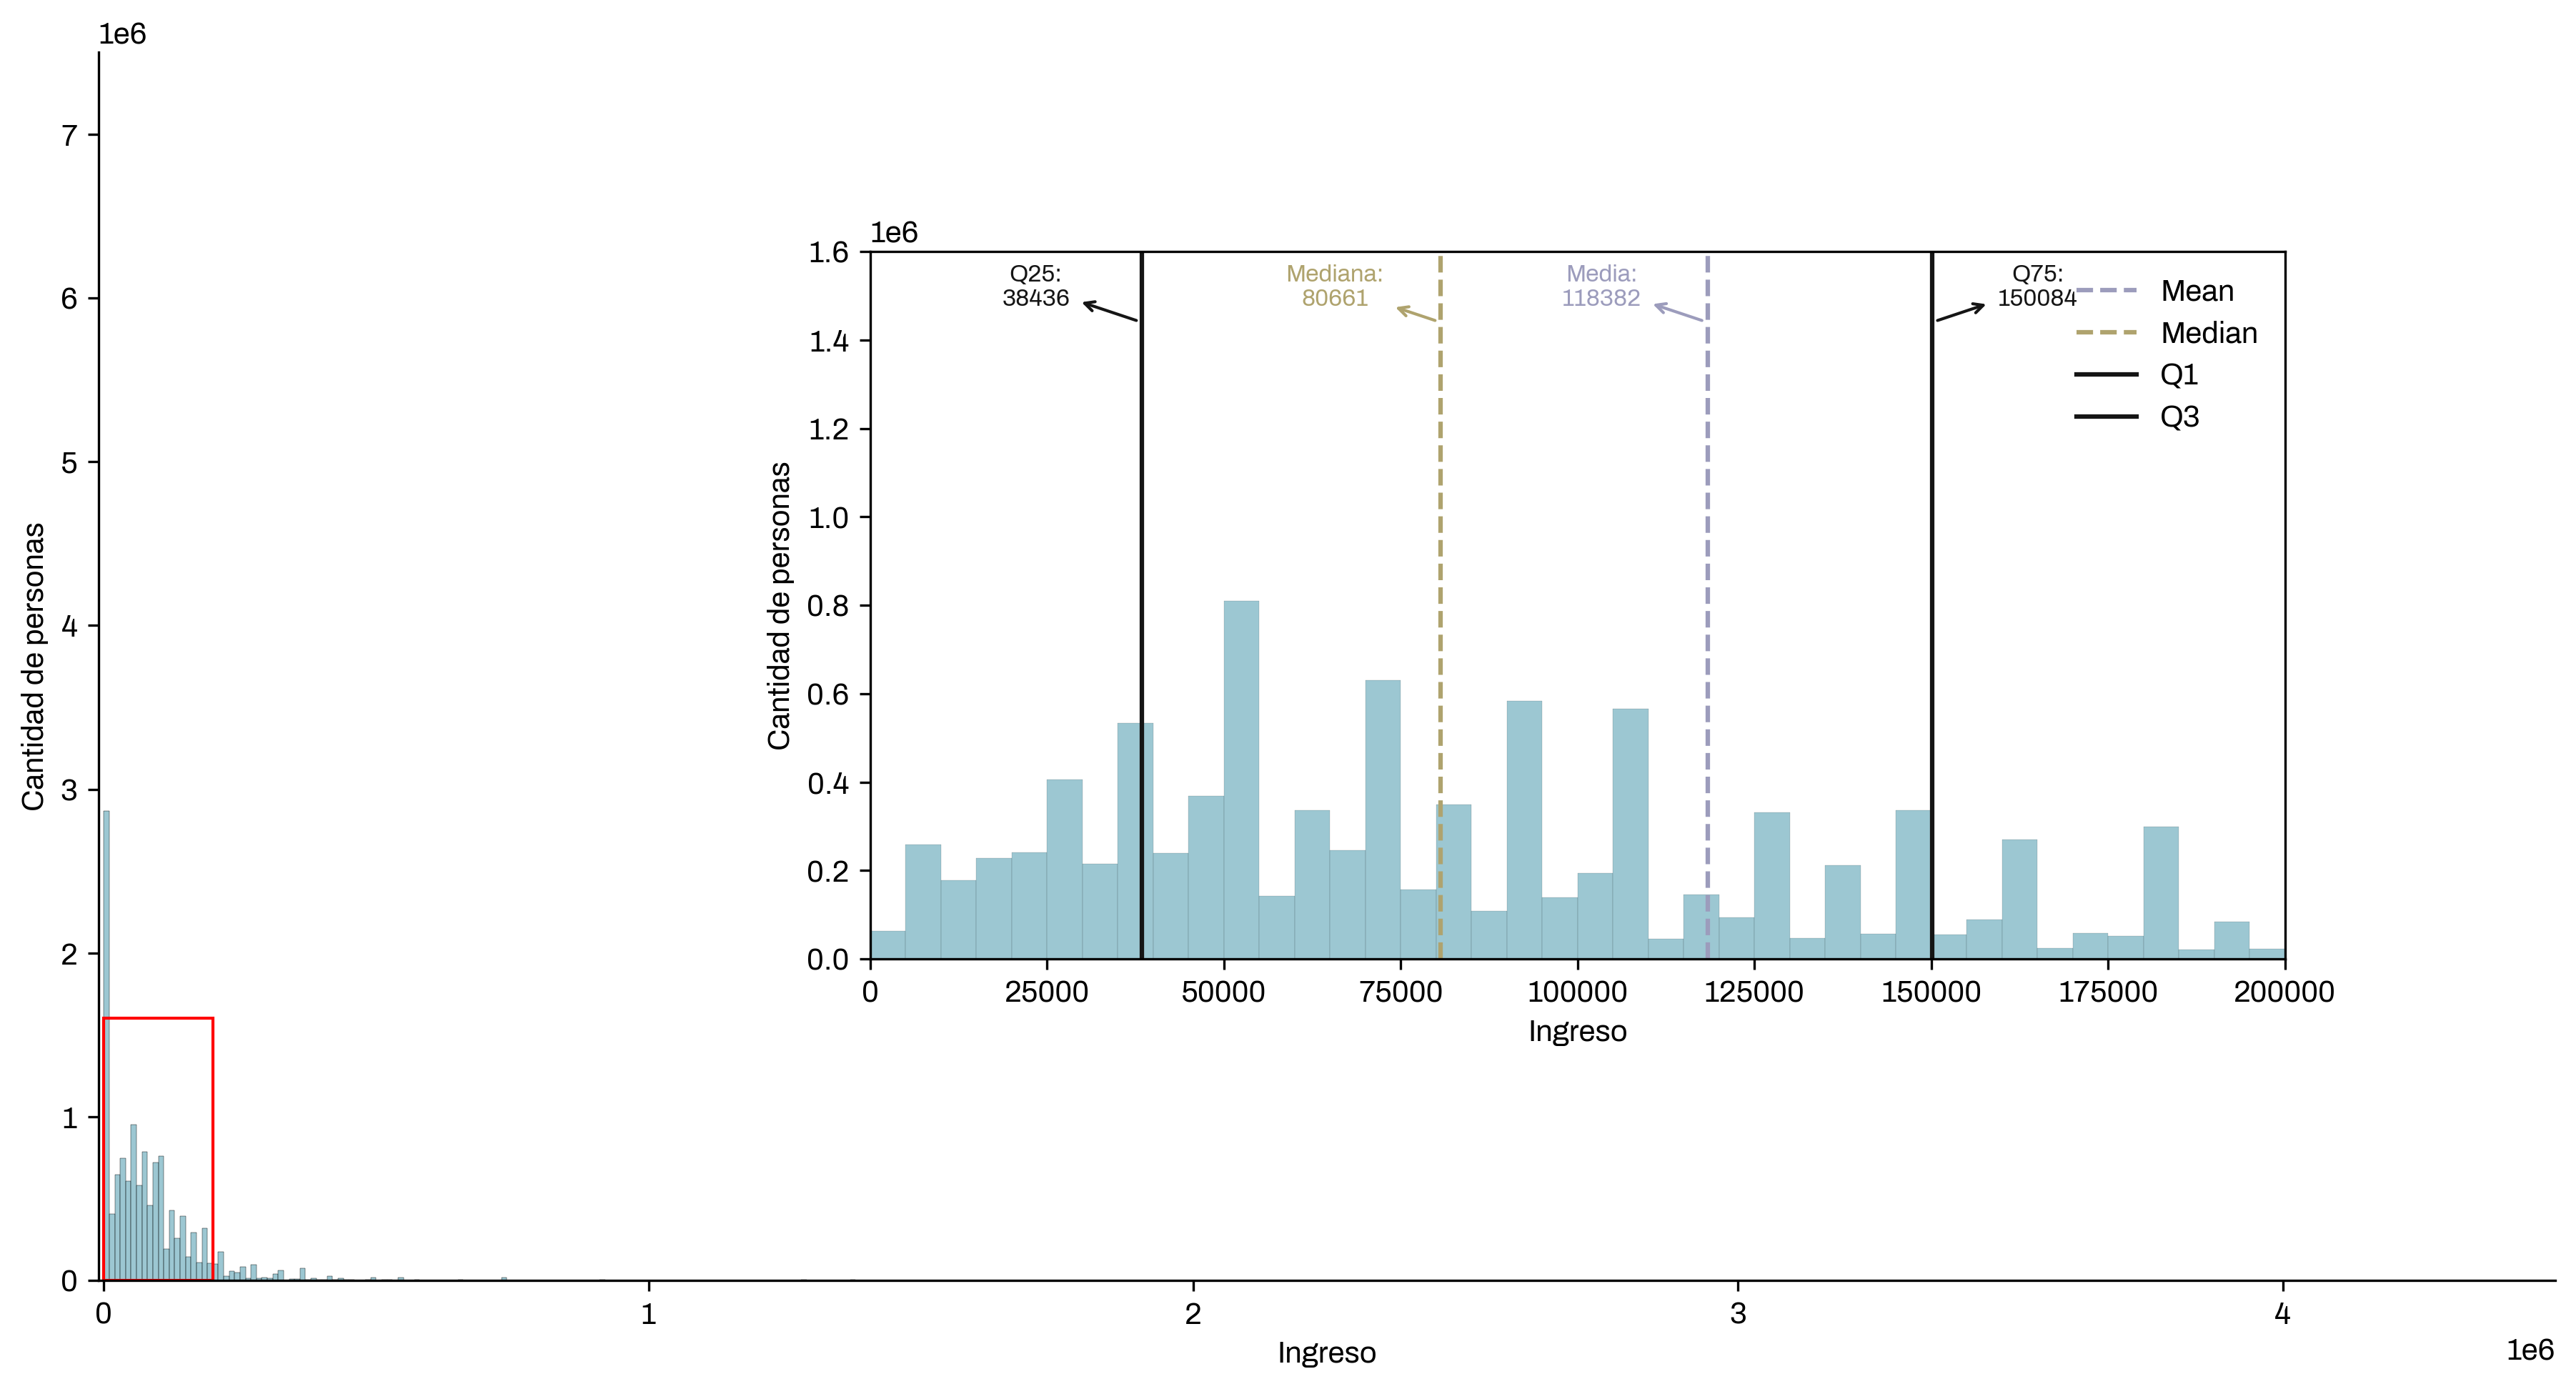 1e6
7
6
5
4
3
2
1
0
Cantidad de personas
0
1
2
3
4
1e6
Ingreso
1e6
1.6
1.4
1.2
1.0
0.8
0.6
0.4
0.2
0.0
Cantidad de personas
Q25:
38436
Mediana:
80661
Media:
118382
Q75:
150084
Mean
Median
Q1
Q3
0
25000
50000
75000
100000
125000
150000
175000
200000
Ingreso